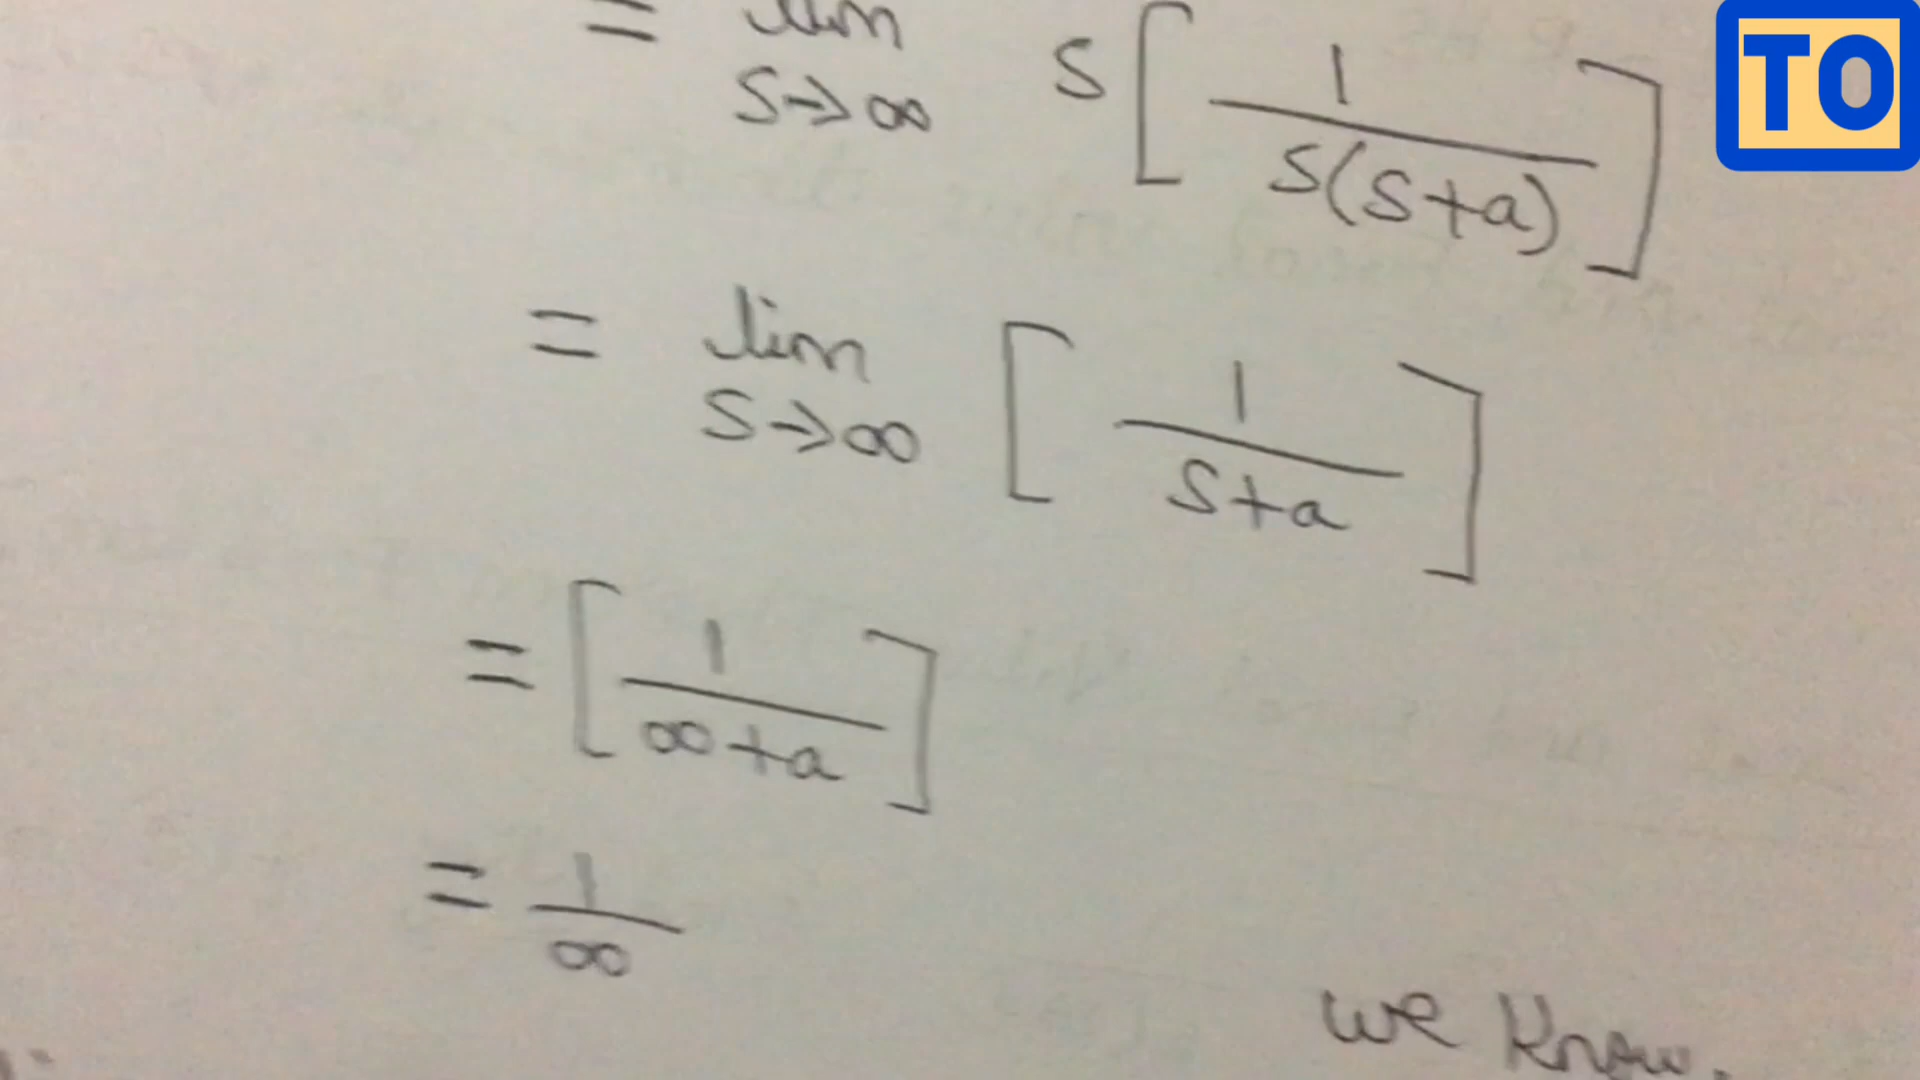 = lim s→∞ s[1/s(s+a)]
TO
= lim s→∞ [1/s+a]
= [1/∞+a]
= 1/∞
we know.